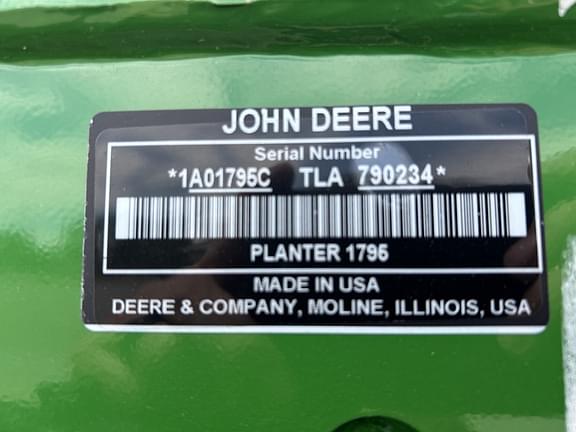 JOHN DEERE
Serial Number
*1A01795C TLA 790234*
PLANTER 1795
MADE IN USA
DEERE & COMPANY, MOLINE, ILLINOIS, USA